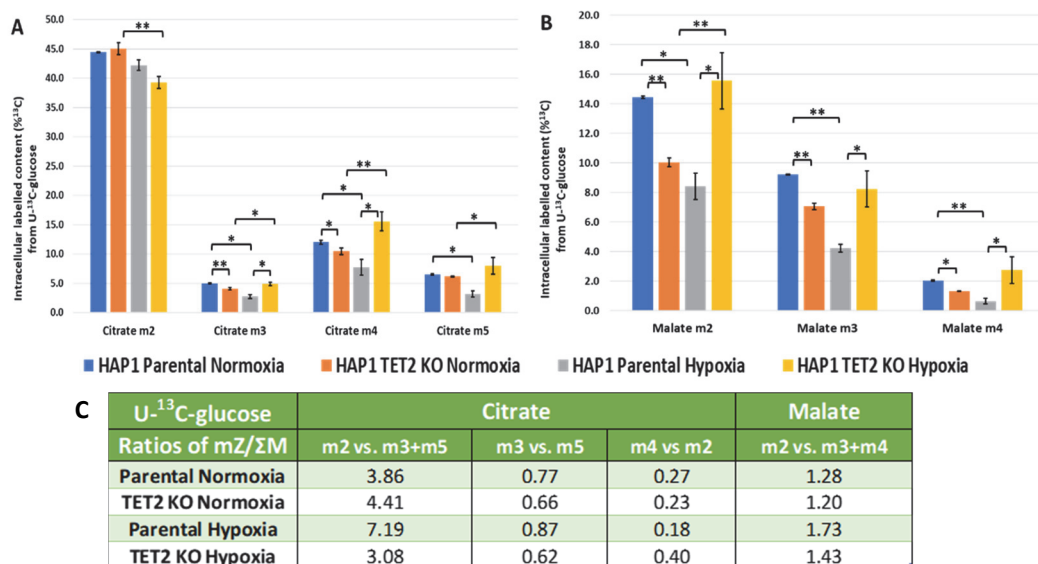 A
Intracellular labelled content (%¹³C)
from U-¹³C-glucose
50.0
45.0
40.0
35.0
30.0
25.0
20.0
15.0
10.0
5.0
0.0
**
**
*
*
*
**
*
*
*
*
**
*
*
Citrate m2 Citrate m3 Citrate m4 Citrate m5
B
Intracellular labelled content (%¹³C)
from U-¹³C-glucose
20.0
18.0
16.0
14.0
12.0
10.0
8.0
6.0
4.0
2.0
0.0
**
*
**
*
**
**
*
**
*
*
Malate m2 Malate m3 Malate m4
HAP1 Parental Normoxia HAP1 TET2 KO Normoxia HAP1 Parental Hypoxia HAP1 TET2 KO Hypoxia
C
U-¹³C-glucose Citrate Malate
Ratios of mZ/ΣM m2 vs. m3+m5 m3 vs. m5 m4 vs m2 m2 vs. m3+m4
Parental Normoxia 3.86 0.77 0.27 1.28
TET2 KO Normoxia 4.41 0.66 0.23 1.20
Parental Hypoxia 7.19 0.87 0.18 1.73
TET2 KO Hypoxia 3.08 0.62 0.40 1.43